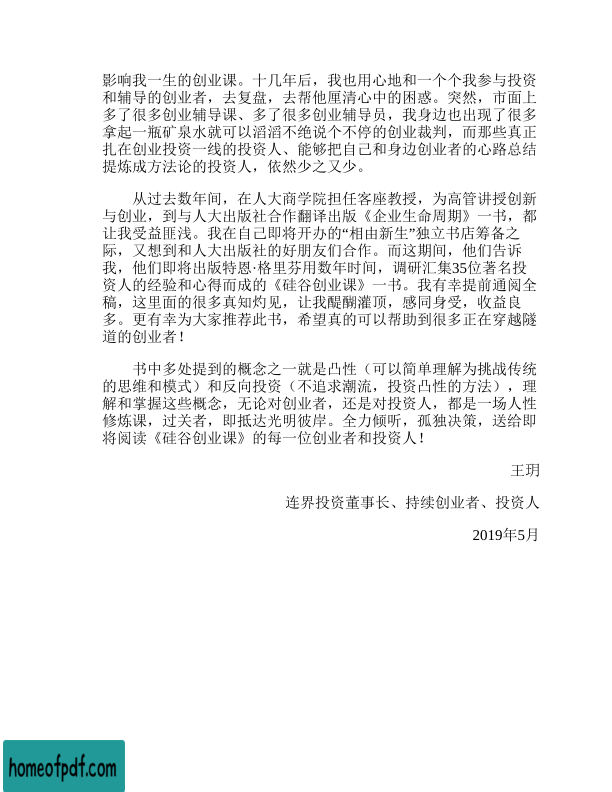 影响我一生的创业课。十几年后，我也用心地和一个个我参与投资
和辅导的创业者，去复盘，去帮他厘清心中的困惑。突然，市面上
多了很多创业辅导课、多了很多创业辅导员，我身边也出现了很多
拿起一瓶矿泉水就可以滔滔不绝说个不停的创业裁判，而那些真正
扎在创业投资一线的投资人、能够把自己和身边创业者的心路总结
提炼成方法论的投资人，依然少之又少。
从过去数年间，在人大商学院担任客座教授，为高管讲授创新
与创业，到与人大出版社合作翻译出版《企业生命周期》一书，都
让我受益匪浅。我在自己即将开办的“相由新生”独立书店筹备之
际，又想到和人大出版社的好朋友们合作。而这期间，他们告诉
我，他们即将出版特恩·格里芬用数年时间，调研汇集35位著名投
资人的经验和心得而成的《硅谷创业课》一书。我有幸提前通阅全
稿，这里面的很多真知灼见，让我醍醐灌顶，感同身受，收益良
多。更有幸为大家推荐此书，希望真的可以帮助到很多正在穿越隧
道的创业者！
书中多处提到的概念之一就是凸性（可以简单理解为挑战传统
的思维和模式）和反向投资（不追求潮流，投资凸性的方法），理
解和掌握这些概念，无论对创业者，还是对投资人，都是一场人性
修炼课，过关者，即抵达光明彼岸。全力倾听，孤独决策，送给即
将阅读《硅谷创业课》的每一位创业者和投资人！
王玥
连界投资董事长、持续创业者、投资人
2019年5月
homeofpdf.com